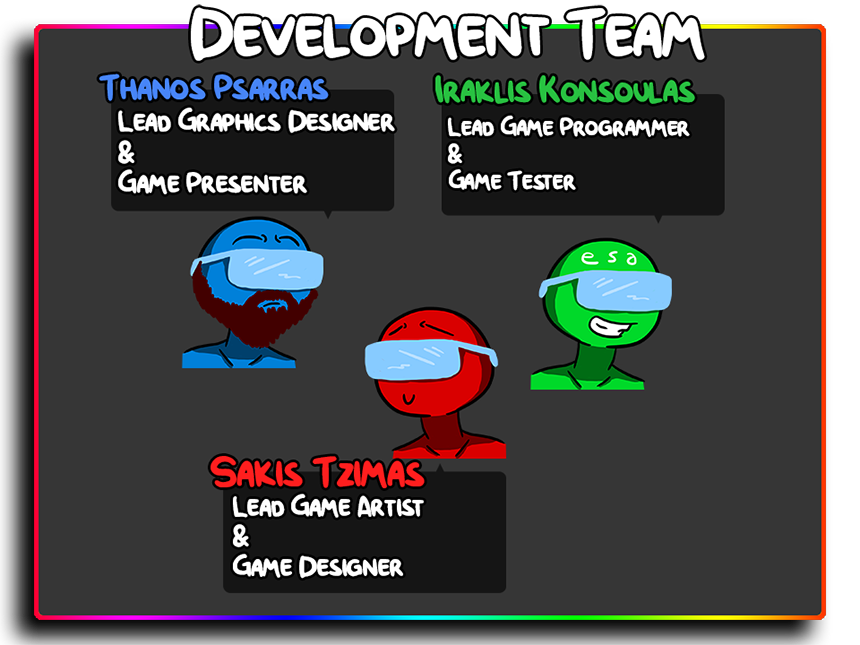 Development Team
Thanos Psarras
Lead Graphics Designer
&
Game Presenter
Iraklis Konsoulas
Lead Game Programmer
&
Game Tester
esa
Sakis Tzimas
Lead Game Artist
&
Game Designer